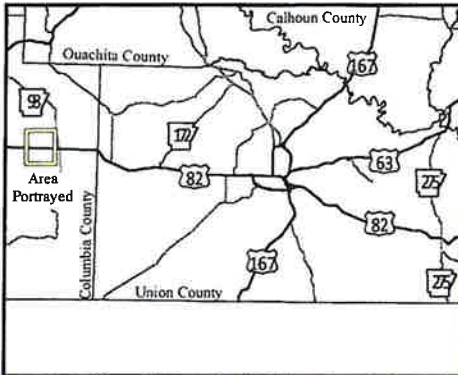 Calhoun County
Ouachita County
167
98
172
63
Area
Portrayed
82
275
82
Columbia County
167
275
Union County